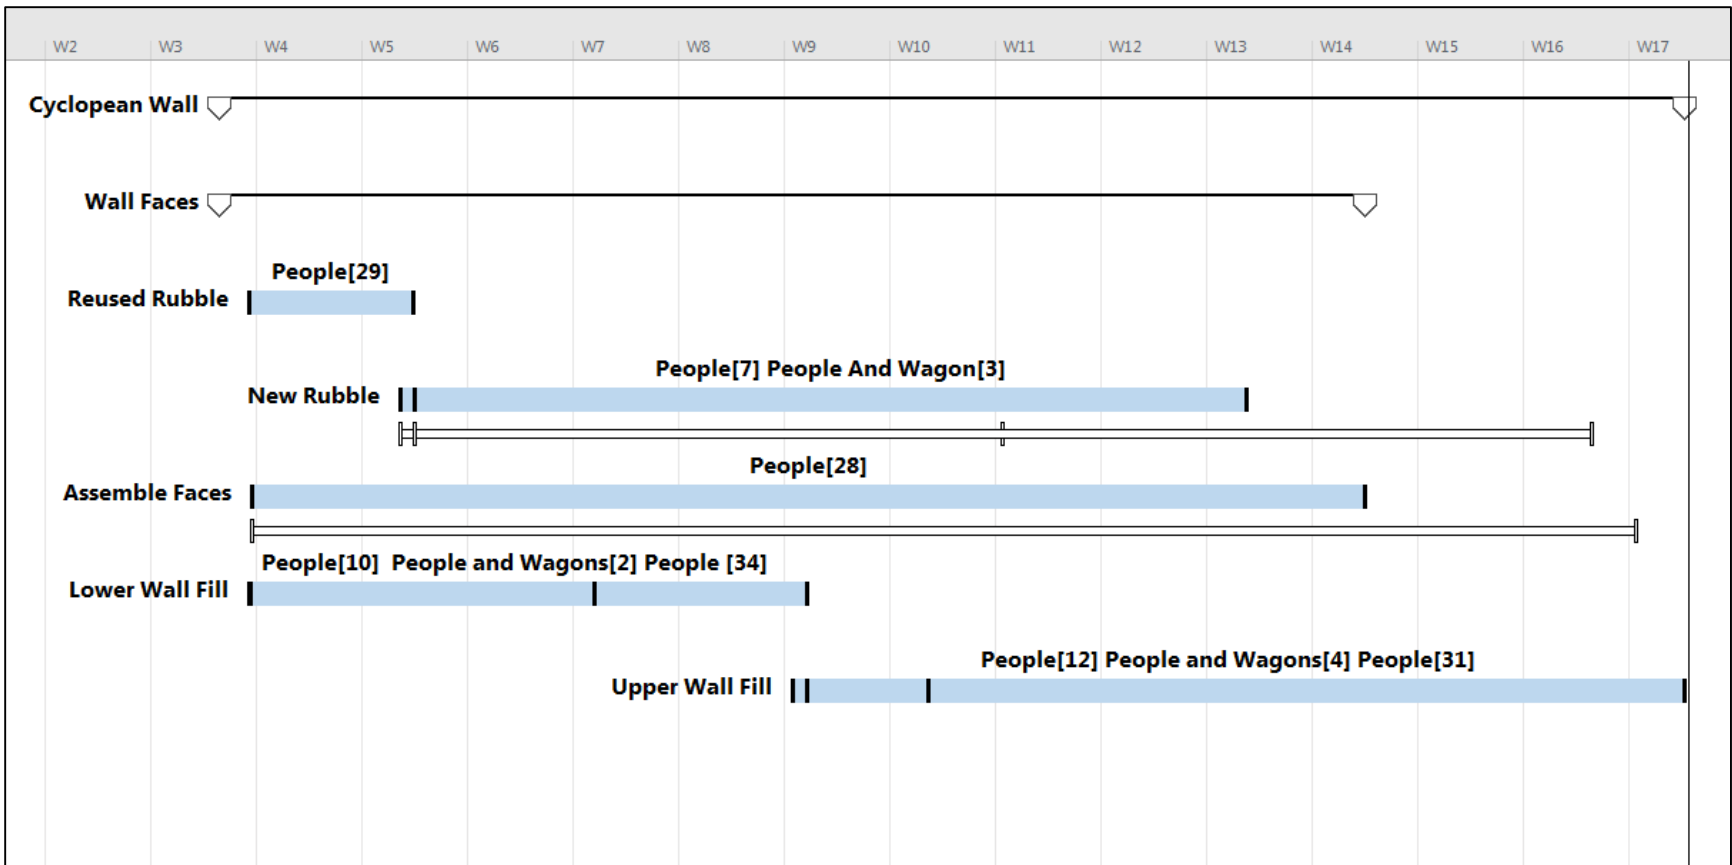 W2 W3 W4 W5 W6 W7 W8 W9 W10 W11 W12 W13 W14 W15 W16 W17
Cyclopean Wall
Wall Faces
People[29]
Reused Rubble
People[7] People And Wagon[3]
New Rubble
People[28]
Assemble Faces
People[10] People and Wagons[2] People [34]
Lower Wall Fill
People[12] People and Wagons[4] People[31]
Upper Wall Fill